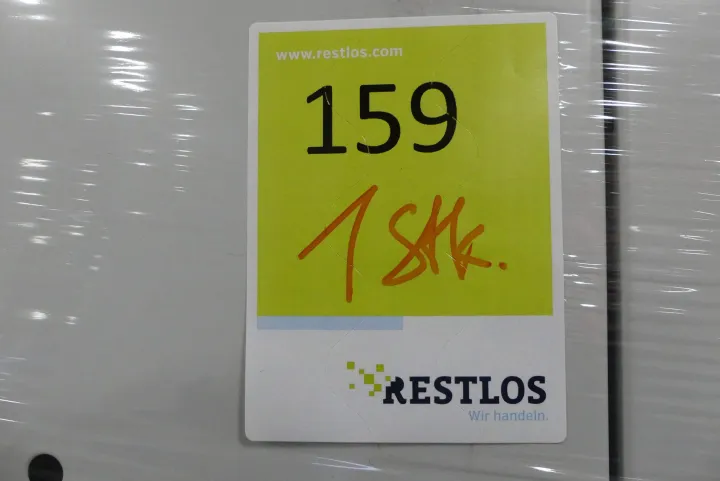 www.restlos.com
159
1 Stk.
RESTLOS
Wir handeln.